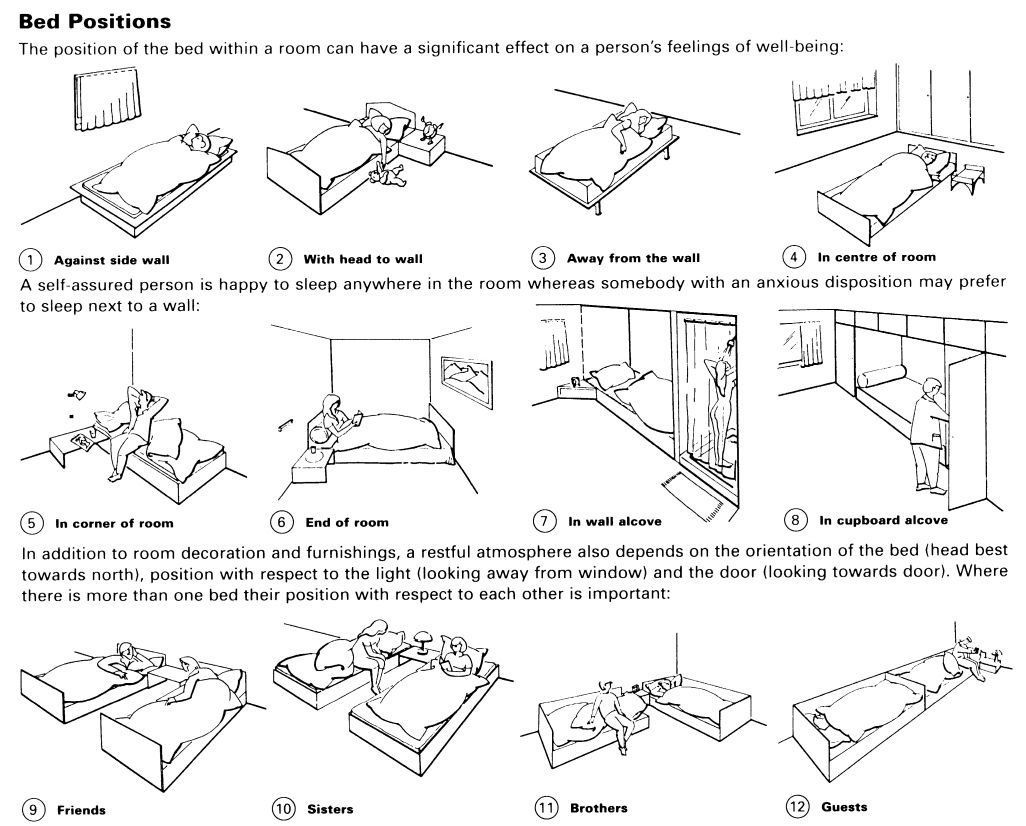 Bed Positions
The position of the bed within a room can have a significant effect on a person's feelings of well-being:
1 Against side wall
2 With head to wall
3 Away from the wall
4 In centre of room
A self-assured person is happy to sleep anywhere in the room whereas somebody with an anxious disposition may prefer
to sleep next to a wall:
5 In corner of room
6 End of room
7 In wall alcove
8 In cupboard alcove
In addition to room decoration and furnishings, a restful atmosphere also depends on the orientation of the bed (head best
towards north), position with respect to the light (looking away from window) and the door (looking towards door). Where
there is more than one bed their position with respect to each other is important:
9 Friends
10 Sisters
11 Brothers
12 Guests